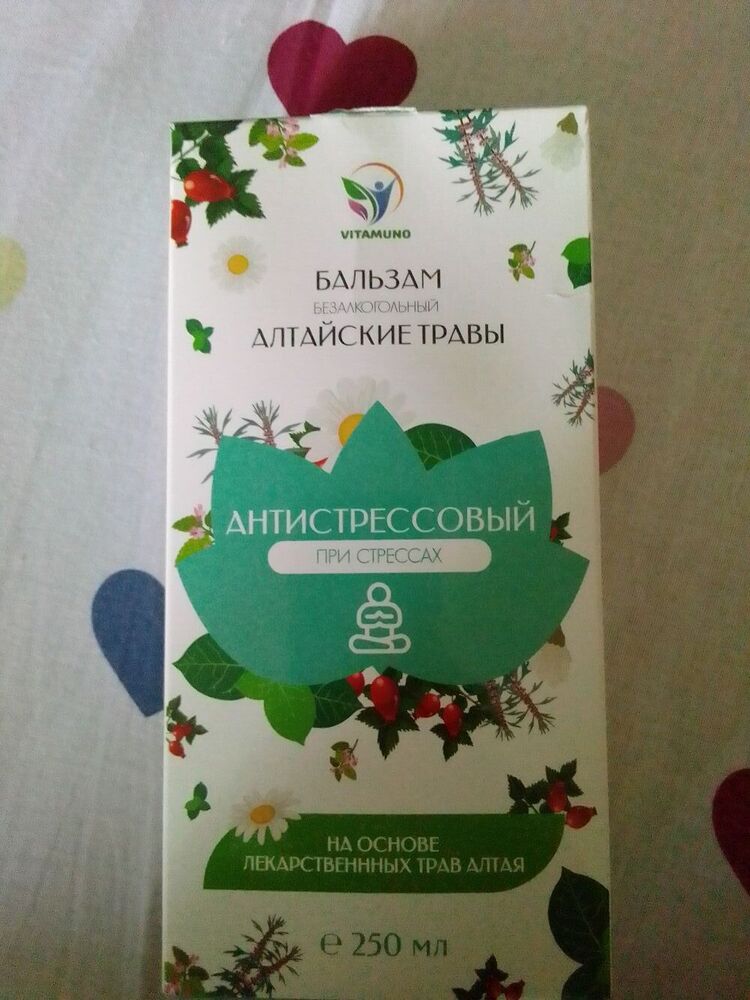 VITAMUNO
БАЛЬЗАМ
БЕЗАЛКОГОЛЬНЫЙ
АЛТАЙСКИЕ ТРАВЫ
АНТИСТРЕССОВЫЙ
ПРИ СТРЕССАХ
НА ОСНОВЕ
ЛЕКАРСТВЕНННЫХ ТРАВ АЛТАЯ
℮ 250 МЛ